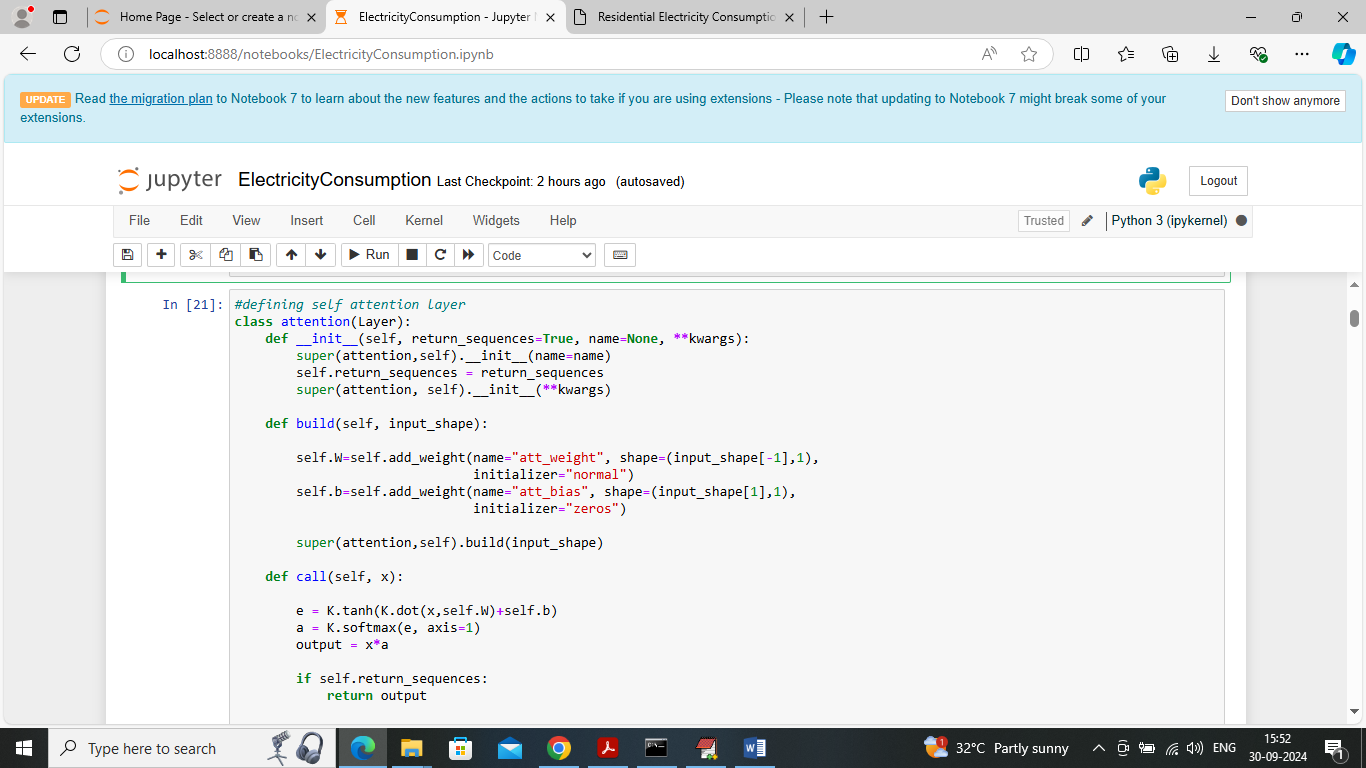 Home Page - Select or create a no
ElectricityConsumption - Jupyter
Residential Electricity Consumptio
localhost:8888/notebooks/ElectricityConsumption.ipynb
UPDATE Read the migration plan to Notebook 7 to learn about the new features and the actions to take if you are using extensions - Please note that updating to Notebook 7 might break some of your
extensions.
Don't show anymore
jupyter ElectricityConsumption Last Checkpoint: 2 hours ago (autosaved)
Logout
File Edit View Insert Cell Kernel Widgets Help
Trusted Python 3 (ipykernel)
Run Code
In [21]: #defining self attention layer
class attention(Layer):
    def __init__(self, return_sequences=True, name=None, **kwargs):
        super(attention,self).__init__(name=name)
        self.return_sequences = return_sequences
        super(attention, self).__init__(**kwargs)
    def build(self, input_shape):
        self.W=self.add_weight(name="att_weight", shape=(input_shape[-1],1),
                               initializer="normal")
        self.b=self.add_weight(name="att_bias", shape=(input_shape[1],1),
                               initializer="zeros")
        super(attention,self).build(input_shape)
    def call(self, x):
        e = K.tanh(K.dot(x,self.W)+self.b)
        a = K.softmax(e, axis=1)
        output = x*a
        if self.return_sequences:
            return output
Type here to search
1
32°C Partly sunny
ENG
15:52
30-09-2024
1